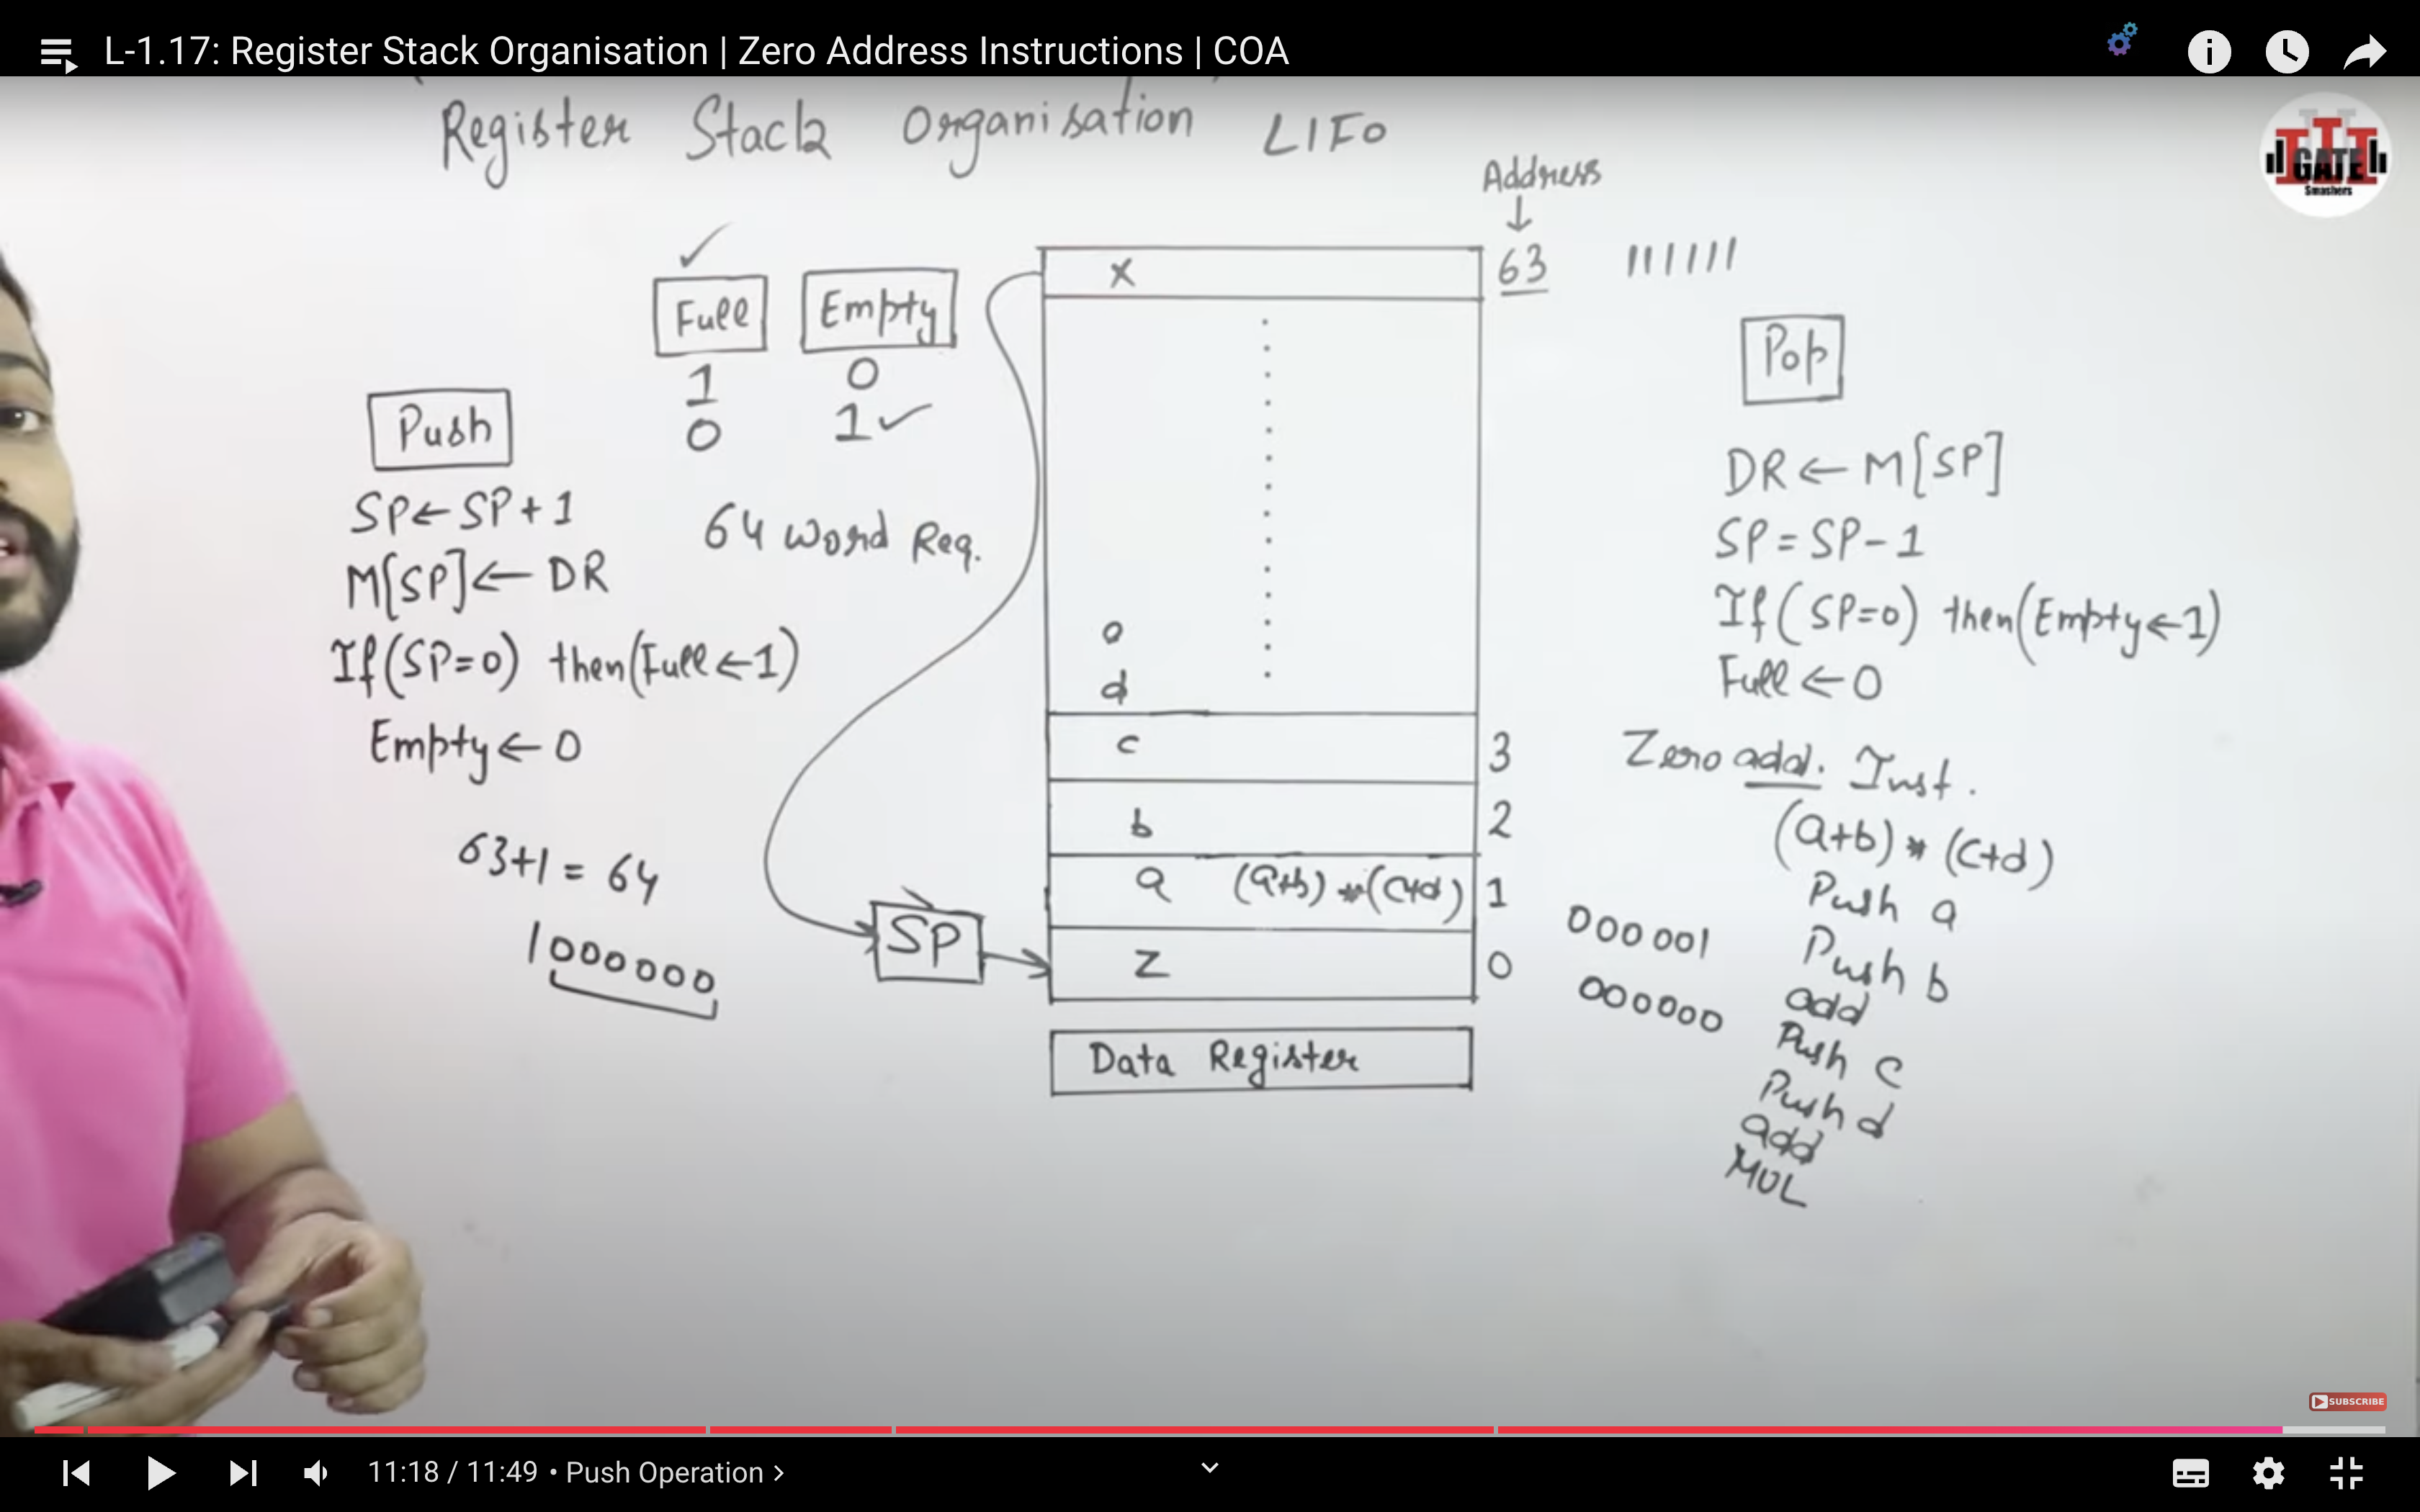 L-1.17: Register Stack Organisation | Zero Address Instructions | COA
Register Stack Organisation LIFO
GATE
Smashers
Address
↓
Full Empty
1 0
0 1✓
64 Word Reg.
Push
SP←SP+1
M[SP]←DR
If(SP=0) then(Full←1)
Empty←0
63+1 = 64
1000000
SP
x 63 111111
d
c 3
b 2
a (a+b)*(c+d) 1 000001
z 0 000000
Data Register
Pop
DR←M[SP]
SP=SP-1
If(SP=0) then(Empty←1)
Full←0
Zero add. Inst.
(a+b)*(c+d)
Push a
Push b
add
Push c
Push d
add
MUL
SUBSCRIBE
11:18 / 11:49 • Push Operation >